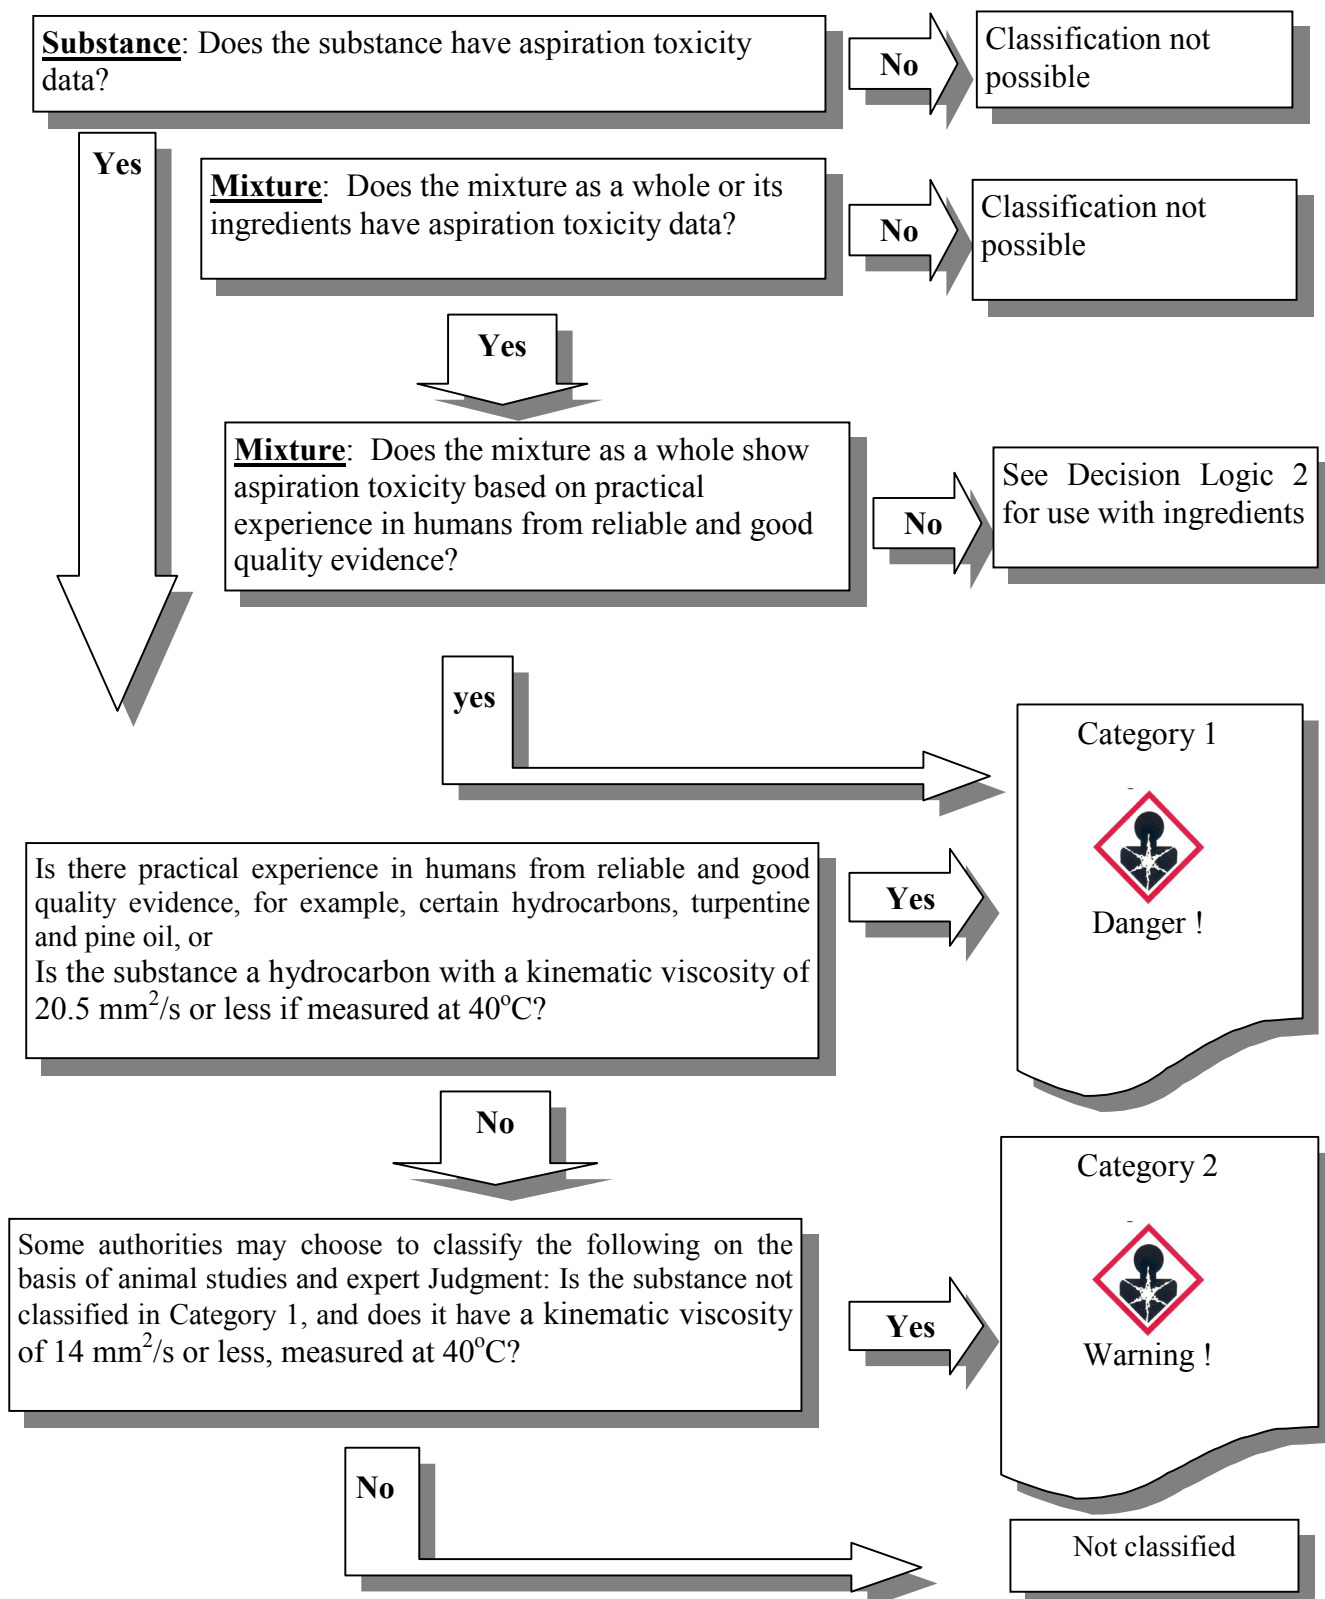 Substance: Does the substance have aspiration toxicity
data?
No
Classification not
possible
Yes
Mixture:  Does the mixture as a whole or its
ingredients have aspiration toxicity data?
No
Classification not
possible
Yes
Mixture:  Does the mixture as a whole show
aspiration toxicity based on practical
experience in humans from reliable and good
quality evidence?
No
See Decision Logic 2
for use with ingredients
yes
Category 1
Danger !
Is there practical experience in humans from reliable and good
quality evidence, for example, certain hydrocarbons, turpentine
and pine oil, or
Is the substance a hydrocarbon with a kinematic viscosity of
20.5 mm²/s or less if measured at 40°C?
Yes
No
Category 2
Warning !
Some authorities may choose to classify the following on the
basis of animal studies and expert Judgment: Is the substance not
classified in Category 1, and does it have a kinematic viscosity
of 14 mm²/s or less, measured at 40°C?
Yes
No
Not classified